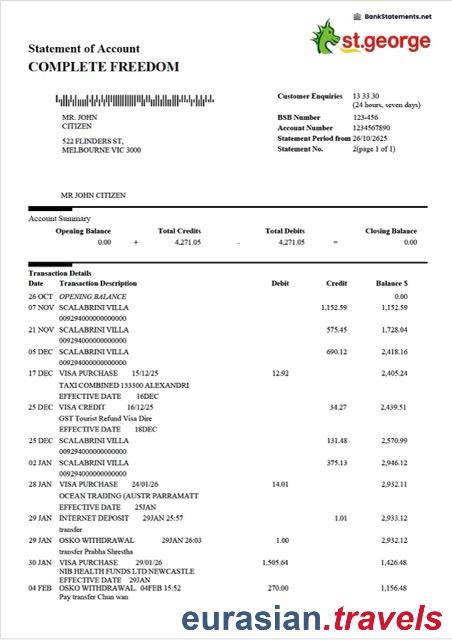 BankStatements.net
st.george
Statement of Account
COMPLETE FREEDOM
MR. JOHN
CITIZEN
522 FLINDERS ST,
MELBOURNE VIC 3000
Customer Enquiries 13 33 30
(24 hours, seven days)
BSB Number 123-456
Account Number 1234567890
Statement Period from 26/10/2625
Statement No. 2(page 1 of 1)
MR JOHN CITIZEN
Account Summary
Opening Balance Total Credits Total Debits Closing Balance
0.00 + 4,271.05 - 4,271.05 = 0.00
Transaction Details
Date Transaction Description Debit Credit Balance $
26 OCT OPENING BALANCE 0.00
07 NOV SCALABRINI VILLA 1,152.59 1,152.59
009294000000000000
21 NOV SCALABRINI VILLA 575.45 1,728.04
009294000000000000
05 DEC SCALABRINI VILLA 690.12 2,418.16
009294000000000000
17 DEC VISA PURCHASE 15/12/25 12.92 2,405.24
TAXI COMBINED 133300 ALEXANDRI
EFFECTIVE DATE 16DEC
25 DEC VISA CREDIT 16/12/25 34.27 2,439.51
GST Tourist Refund Visa Dire
EFFECTIVE DATE 18DEC
25 DEC SCALABRINI VILLA 131.48 2,570.99
009294000000000000
02 JAN SCALABRINI VILLA 375.13 2,946.12
009294000000000000
28 JAN VISA PURCHASE 24/01/26 14.01 2,932.11
OCEAN TRADING (AUSTR PARRAMATT
EFFECTIVE DATE 25JAN
29 JAN INTERNET DEPOSIT 29JAN 25:57 1.01 2,933.12
transfer
29 JAN OSKO WITHDRAWAL 29JAN 26:03 1.00 2,932.12
transfer Prabha Shrestha
30 JAN VISA PURCHASE 29/01/26 1,505.64 1,426.48
NIB HEALTH FUNDS LTD NEWCASTLE
EFFECTIVE DATE 29JAN
04 FEB OSKO WITHDRAWAL. 04FEB 15:52 270.00 1,156.48
Pay transfer Chun wan
eurasian.travels